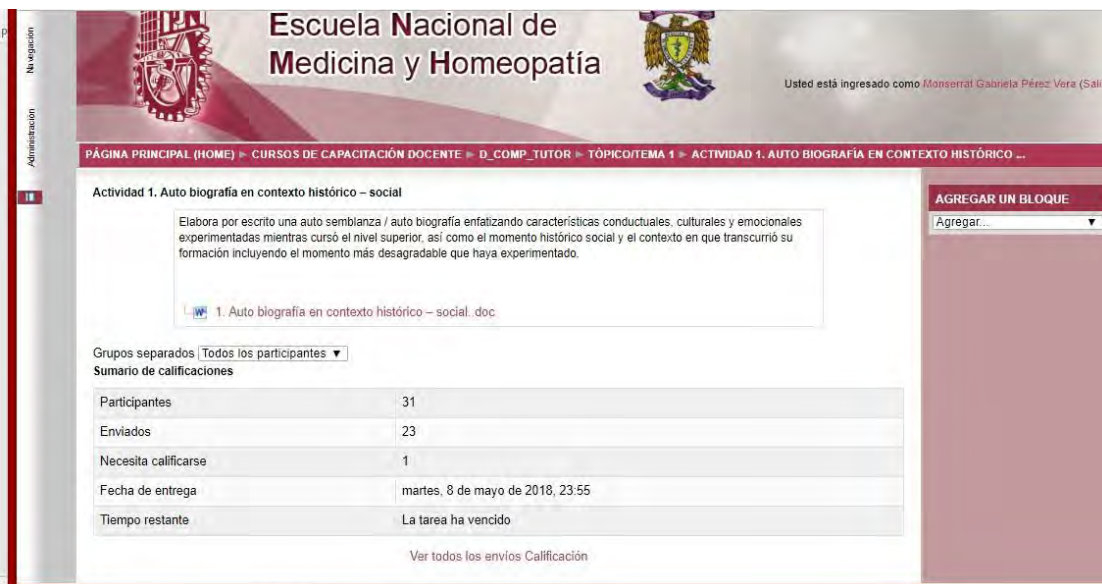 Navegación
Administración
IPN
Escuela Nacional de
Medicina y Homeopatía
Usted está ingresado como Monserrat Gabriela Pérez Vera (Sali
PÁGINA PRINCIPAL (HOME) ► CURSOS DE CAPACITACIÓN DOCENTE ► D_COMP_TUTOR ► TÓPICO/TEMA 1 ► ACTIVIDAD 1. AUTO BIOGRAFÍA EN CONTEXTO HISTÓRICO ...
Actividad 1. Auto biografía en contexto histórico – social
Elabora por escrito una auto semblanza / auto biografía enfatizando características conductuales, culturales y emocionales
experimentadas mientras cursó el nivel superior, así como el momento histórico social y el contexto en que transcurrió su
formación incluyendo el momento más desagradable que haya experimentado.
1. Auto biografía en contexto histórico – social..doc
Grupos separados Todos los participantes ▼
Sumario de calificaciones
Participantes 31
Enviados 23
Necesita calificarse 1
Fecha de entrega martes, 8 de mayo de 2018, 23:55
Tiempo restante La tarea ha vencido
Ver todos los envíos Calificación
AGREGAR UN BLOQUE
Agregar... ▼